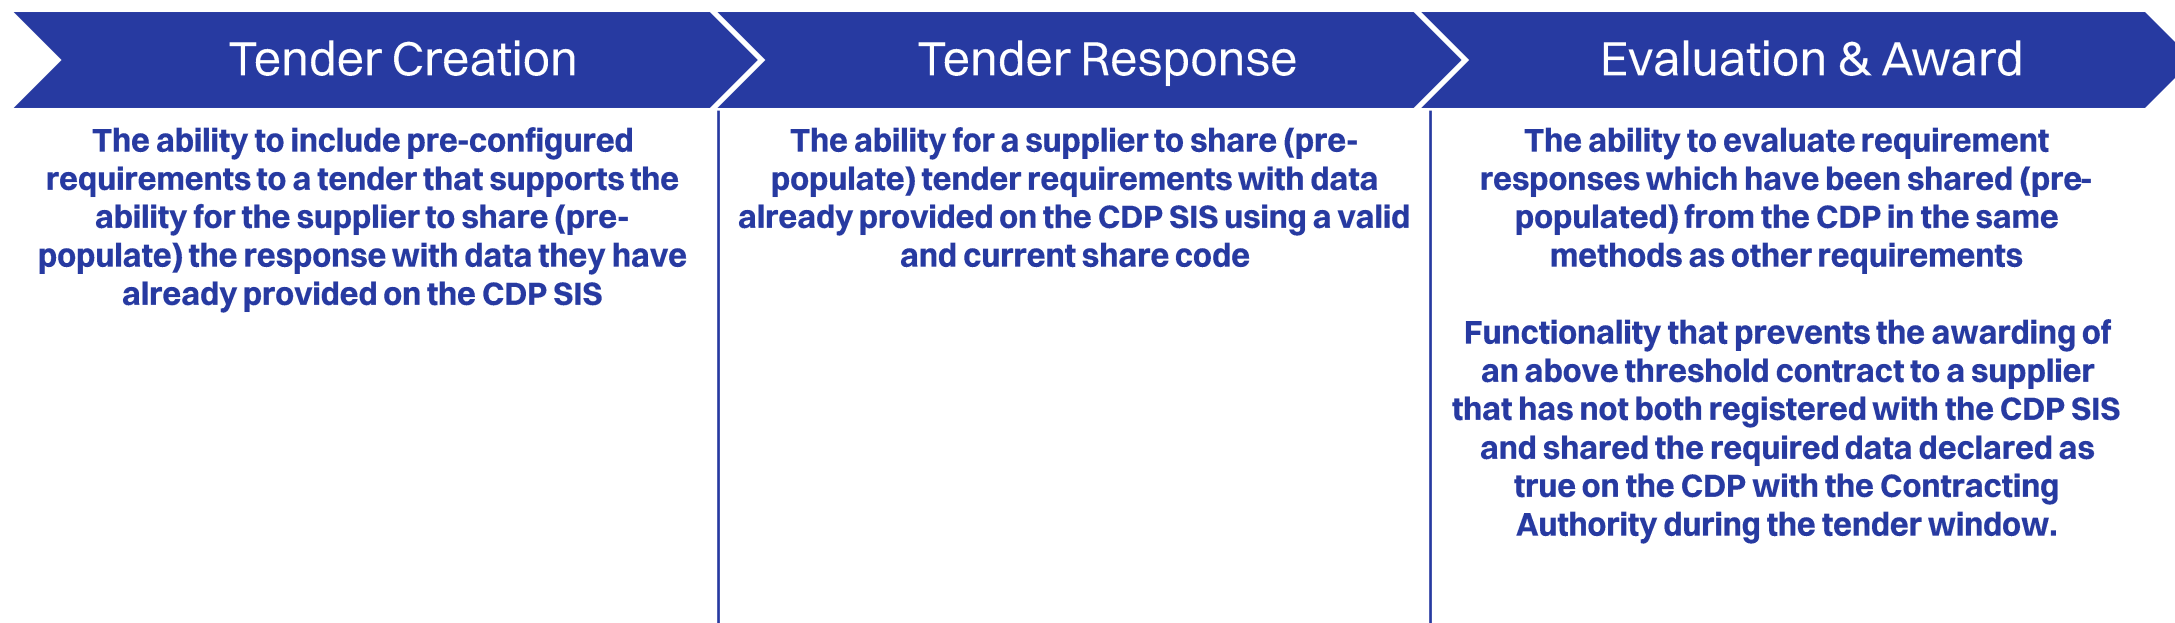 Tender Creation
The ability to include pre-configured
requirements to a tender that supports the
ability for the supplier to share (pre-
populate) the response with data they have
already provided on the CDP SIS
Tender Response
The ability for a supplier to share (pre-
populate) tender requirements with data
already provided on the CDP SIS using a valid
and current share code
Evaluation & Award
The ability to evaluate requirement
responses which have been shared (pre-
populated) from the CDP in the same
methods as other requirements
Functionality that prevents the awarding of
an above threshold contract to a supplier
that has not both registered with the CDP SIS
and shared the required data declared as
true on the CDP with the Contracting
Authority during the tender window.